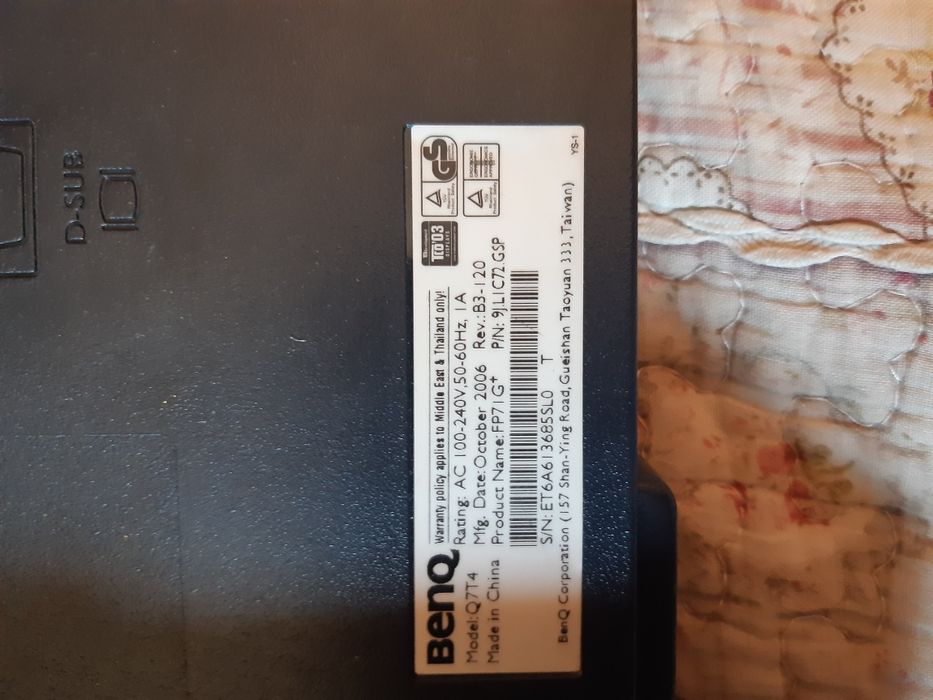 D-SUB
BenQ
Warranty policy applies to Middle East & Thailand only!
Model:Q7T4 Rating: AC 100-240V,50-60Hz, 1A
Made in China Mfg. Date:October 2006 Rev.:B3-120
Product Name:FP71G+ P/N: 9J.L1C72.GSP
S/N: ET6A613685SL0 T
BenQ Corporation (157 Shan-Ying Road,Gueishan Taoyuan 333,Taiwan)
YS-1
TCO'03
GS